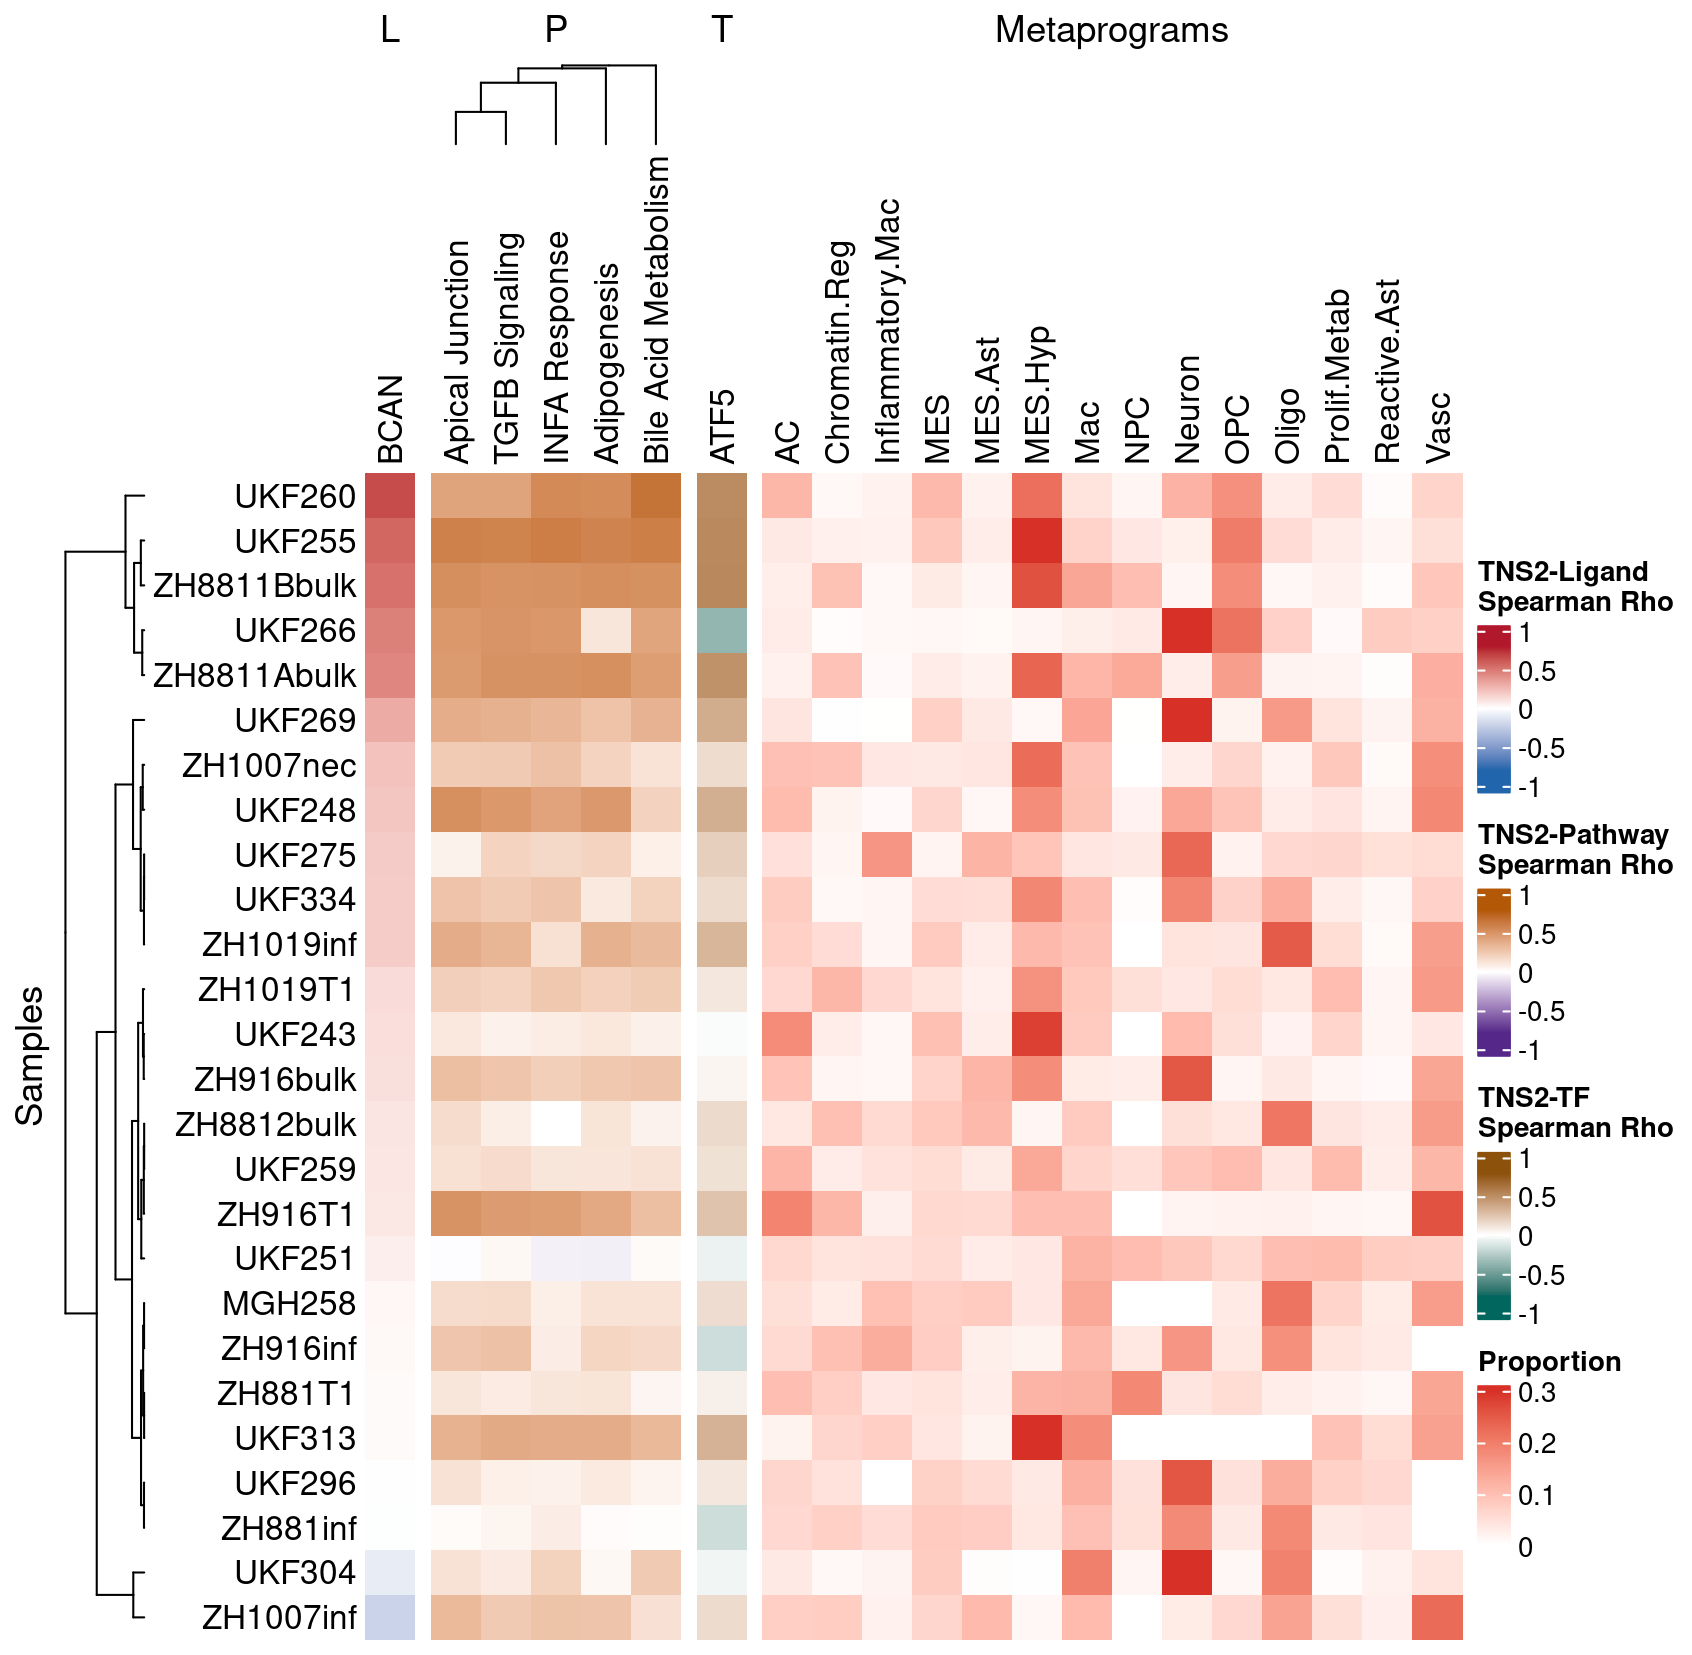 L P T Metaprograms
BCAN
Apical Junction
TGFB Signaling
INFA Response
Adipogenesis
Bile Acid Metabolism
ATF5
AC
Chromatin.Reg
Inflammatory.Mac
MES
MES.Ast
MES.Hyp
Mac
NPC
Neuron
OPC
Oligo
Prolif.Metab
Reactive.Ast
Vasc
Samples
UKF260
UKF255
ZH8811Bbulk
UKF266
ZH8811Abulk
UKF269
ZH1007nec
UKF248
UKF275
UKF334
ZH1019inf
ZH1019T1
UKF243
ZH916bulk
ZH8812bulk
UKF259
ZH916T1
UKF251
MGH258
ZH916inf
ZH881T1
UKF313
UKF296
ZH881inf
UKF304
ZH1007inf
TNS2-Ligand
Spearman Rho
1
0.5
0
-0.5
-1
TNS2-Pathway
Spearman Rho
1
0.5
0
-0.5
-1
TNS2-TF
Spearman Rho
1
0.5
0
-0.5
-1
Proportion
0.3
0.2
0.1
0